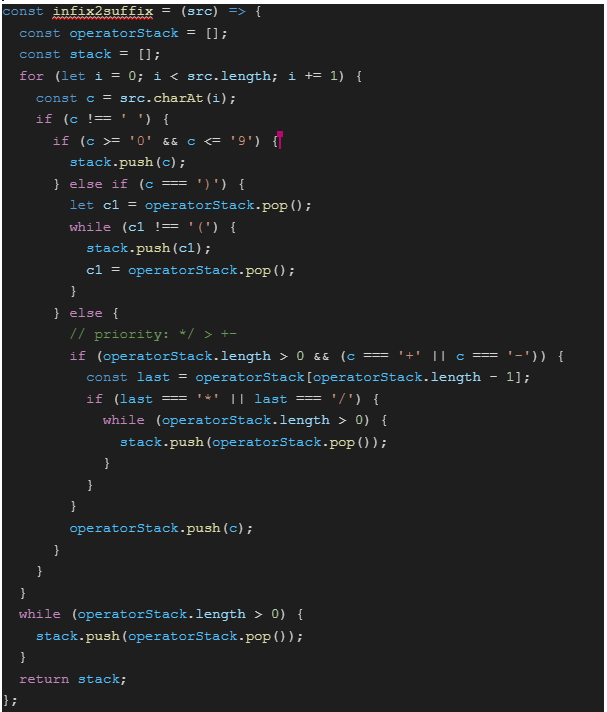 const infix2suffix = (src) => {
  const operatorStack = [];
  const stack = [];
  for (let i = 0; i < src.length; i += 1) {
    const c = src.charAt(i);
    if (c !== ' ') {
      if (c >= '0' && c <= '9') {
        stack.push(c);
      } else if (c === ')') {
        let c1 = operatorStack.pop();
        while (c1 !== '(') {
          stack.push(c1);
          c1 = operatorStack.pop();
        }
      } else {
        // priority: */ > +-
        if (operatorStack.length > 0 && (c === '+' || c === '-')) {
          const last = operatorStack[operatorStack.length - 1];
          if (last === '*' || last === '/') {
            while (operatorStack.length > 0) {
              stack.push(operatorStack.pop());
            }
          }
        }
        operatorStack.push(c);
      }
    }
  }
  while (operatorStack.length > 0) {
    stack.push(operatorStack.pop());
  }
  return stack;
};